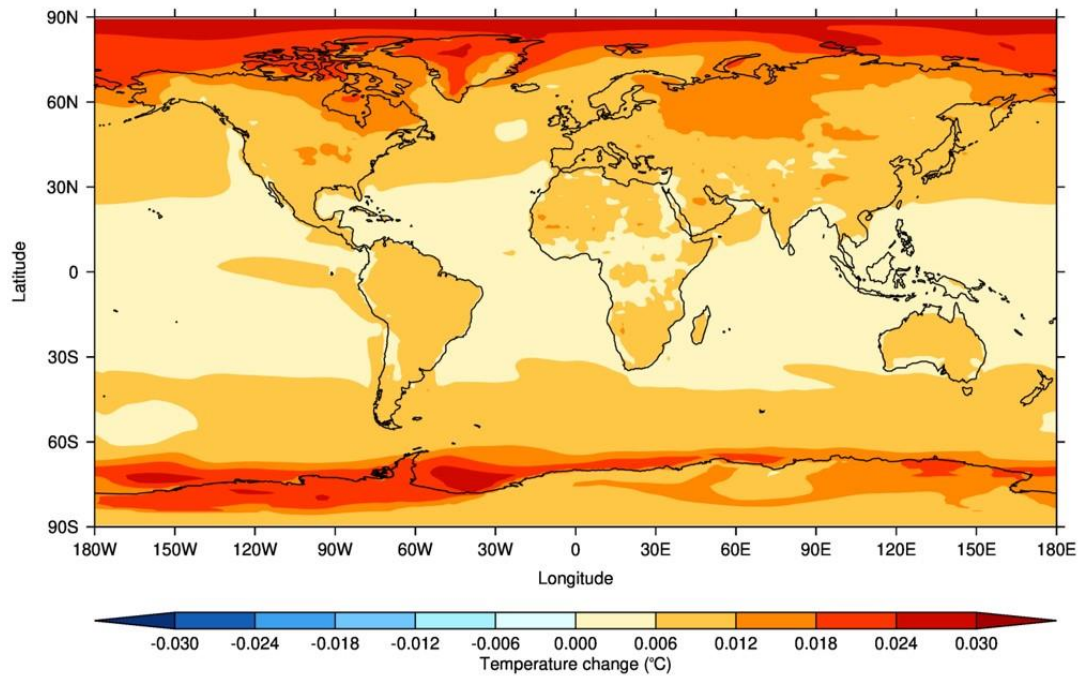 90N
60N
30N
0
30S
60S
90S
Latitude
180W 150W 120W 90W 60W 30W 0 30E 60E 90E 120E 150E 180E
Longitude
-0.030 -0.024 -0.018 -0.012 -0.006 0.000 0.006 0.012 0.018 0.024 0.030
Temperature change (°C)